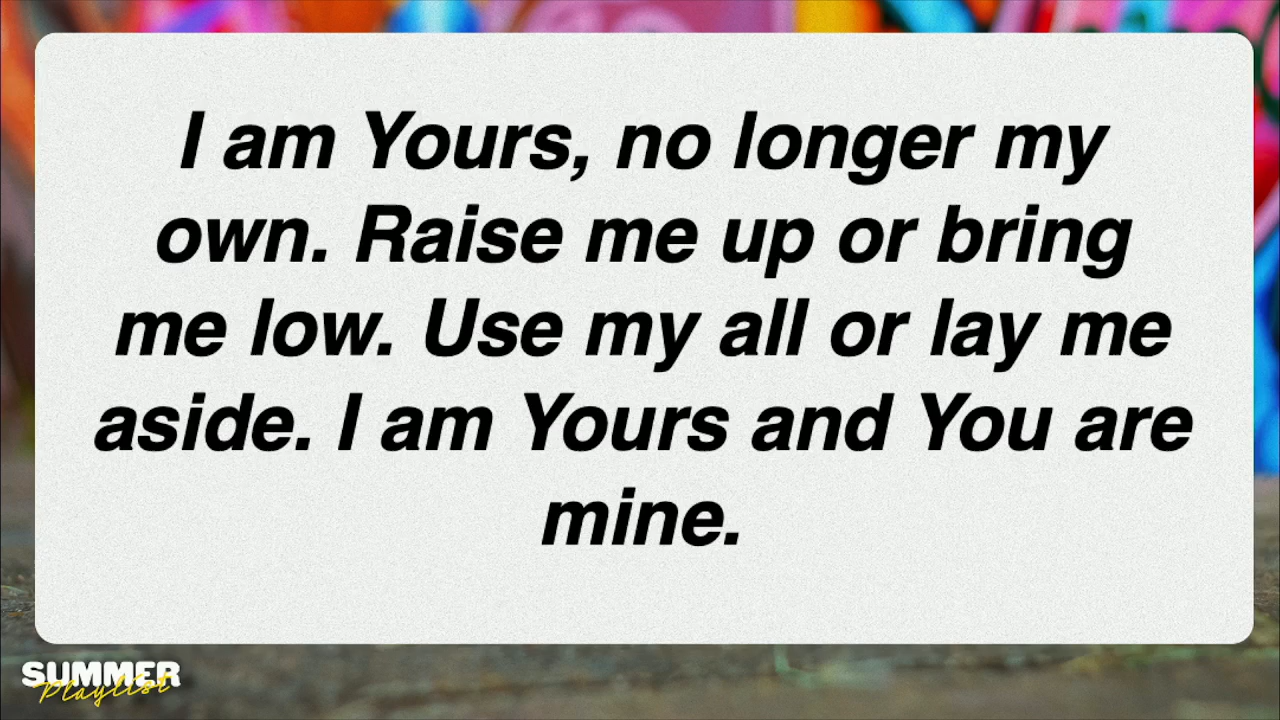 I am Yours, no longer my
own. Raise me up or bring
me low. Use my all or lay me
aside. I am Yours and You are
mine.
SUMMER
Playlist